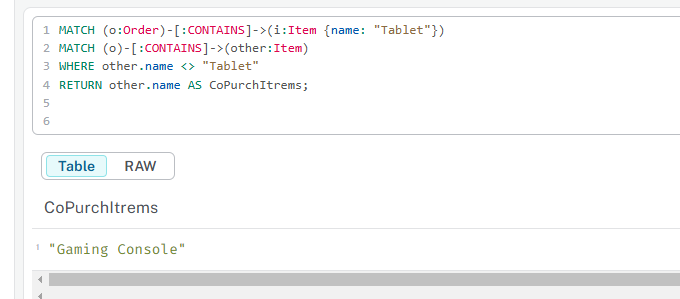 1 MATCH (o:Order)-[:CONTAINS]->(i:Item {name: "Tablet"})
2 MATCH (o)-[:CONTAINS]->(other:Item)
3 WHERE other.name <> "Tablet"
4 RETURN other.name AS CoPurchItrems;
5
6
Table RAW
CoPurchItrems
1 "Gaming Console"